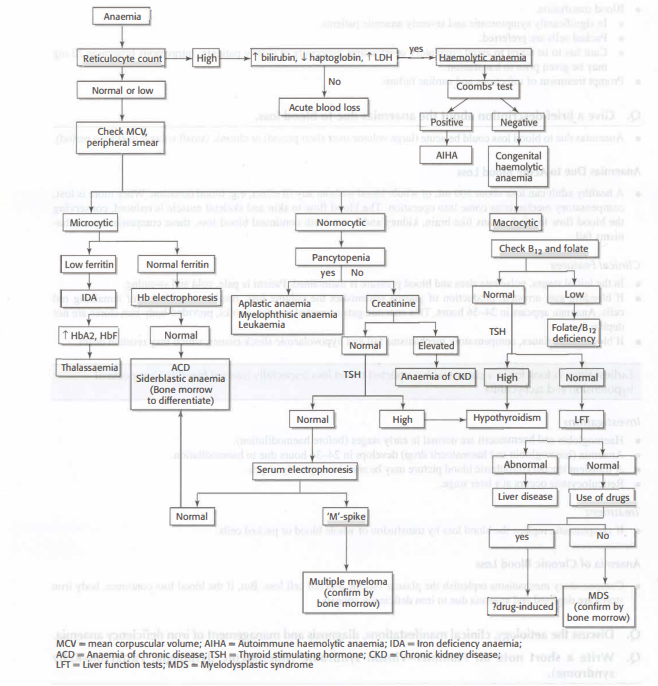 Anaemia
Reticulocyte count
High
↑ bilirubin, ↓ haptoglobin, ↑ LDH
yes
Haemolytic anaemia
No
Normal or low
Acute blood loss
Coombs' test
Check MCV,
peripheral smear
Positive
Negative
AIHA
Congenital
haemolytic
anaemia
Microcytic
Normocytic
Macrocytic
Low ferritin
Normal ferritin
Pancytopenia
Check B12 and folate
yes
No
IDA
Hb electrophoresis
Aplastic anaemia
Myelophthisic anaemia
Leukaemia
Creatinine
Normal
Low
↑ HbA2, HbF
Normal
Normal
Elevated
TSH
Folate/B12
deficiency
Thalassaemia
ACD
Siderblastic anaemia
(Bone morrow
to differentiate)
TSH
Anaemia of CKD
High
Normal
Normal
High
Hypothyroidism
LFT
Serum electrophoresis
Abnormal
Normal
Liver disease
Use of drugs
Normal
'M'-spike
yes
No
Multiple myeloma
(confirm by
bone morrow)
?drug-induced
MDS
(confirm by
bone morrow)
MCV = mean corpuscular volume; AIHA = Autoimmune haemolytic anaemia; IDA = Iron deficiency anaemia;
ACD = Anaemia of chronic disease; TSH = Thyroid stimulating hormone; CKD = Chronic kidney disease;
LFT = Liver function tests; MDS = Myelodysplastic syndrome